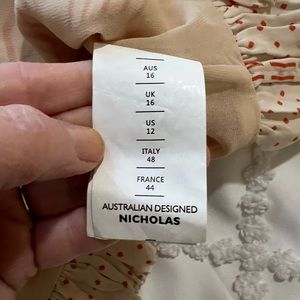 AUS
16
UK
16
US
12
ITALY
48
FRANCE
44
AUSTRALIAN DESIGNED
NICHOLAS